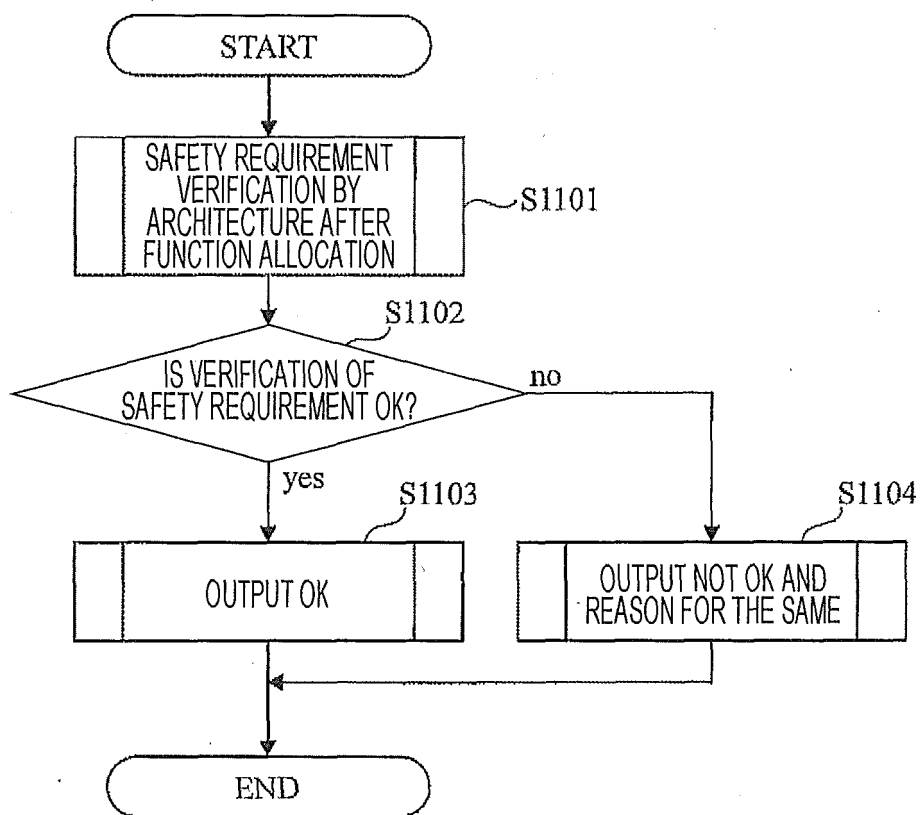 START
SAFETY REQUIREMENT
VERIFICATION BY
ARCHITECTURE AFTER
FUNCTION ALLOCATION
S1101
S1102
IS VERIFICATION OF
SAFETY REQUIREMENT OK?
no
yes
S1103
OUTPUT OK
S1104
OUTPUT NOT OK AND
REASON FOR THE SAME
END